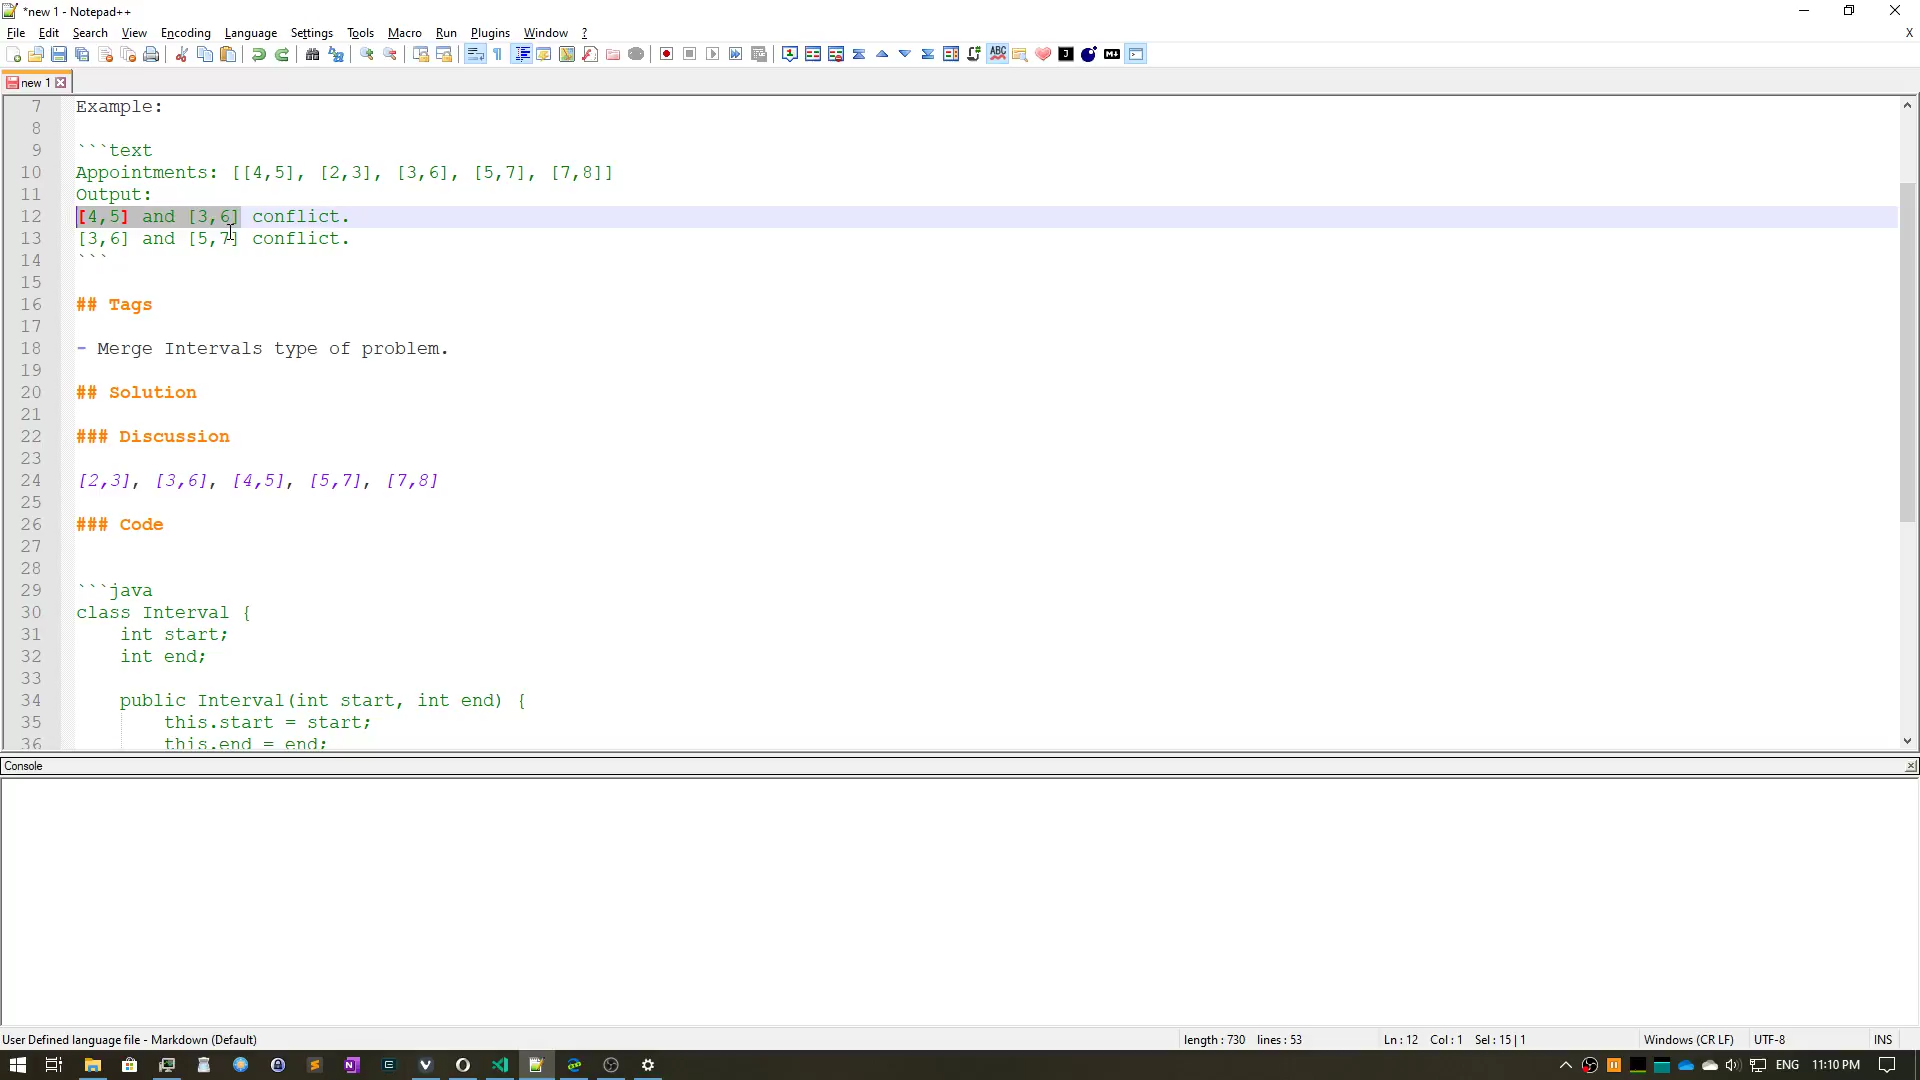 *new 1 - Notepad++
File Edit Search View Encoding Language Settings Tools Macro Run Plugins Window ? X
new 1
7 Example:
8
9 ```text
10 Appointments: [[4,5], [2,3], [3,6], [5,7], [7,8]]
11 Output:
12 [4,5] and [3,6] conflict.
13 [3,6] and [5,7] conflict.
14 ```
15
16 ## Tags
17
18 - Merge Intervals type of problem.
19
20 ## Solution
21
22 ### Discussion
23
24 [2,3], [3,6], [4,5], [5,7], [7,8]
25
26 ### Code
27
28
29 ```java
30 class Interval {
31 int start;
32 int end;
33
34 public Interval(int start, int end) {
35 this.start = start;
36 this.end = end;
Console
User Defined language file - Markdown (Default) length : 730 lines : 53 Ln : 12 Col : 1 Sel : 15 | 1 Windows (CR LF) UTF-8 INS
ENG 11:10 PM